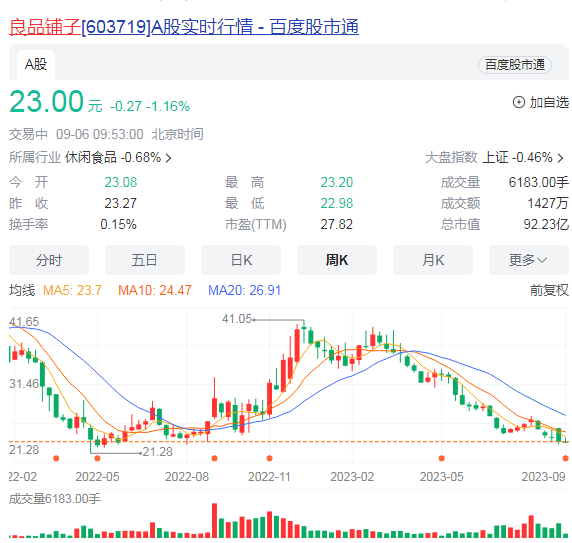 良品铺子[603719]A股实时行情 - 百度股市通
A股 百度股市通
23.00 元 -0.27 -1.16% 加自选
交易中 09-06 09:53:00 北京时间
所属行业 休闲食品 -0.68% 大盘指数 上证 -0.46%
今 开 23.08 最 高 23.20 成交量 6183.00手
昨 收 23.27 最 低 22.98 成交额 1427万
换手率 0.15% 市盈(TTM) 27.82 总市值 92.23亿
分时 五日 日K 周K 月K 更多
均线 MA5: 23.7 MA10: 24.47 MA20: 26.91 前复权
41.65 41.05
31.46
21.28 21.28
22-02 2022-05 2022-08 2022-11 2023-02 2023-05 2023-09
成交量6183.00手